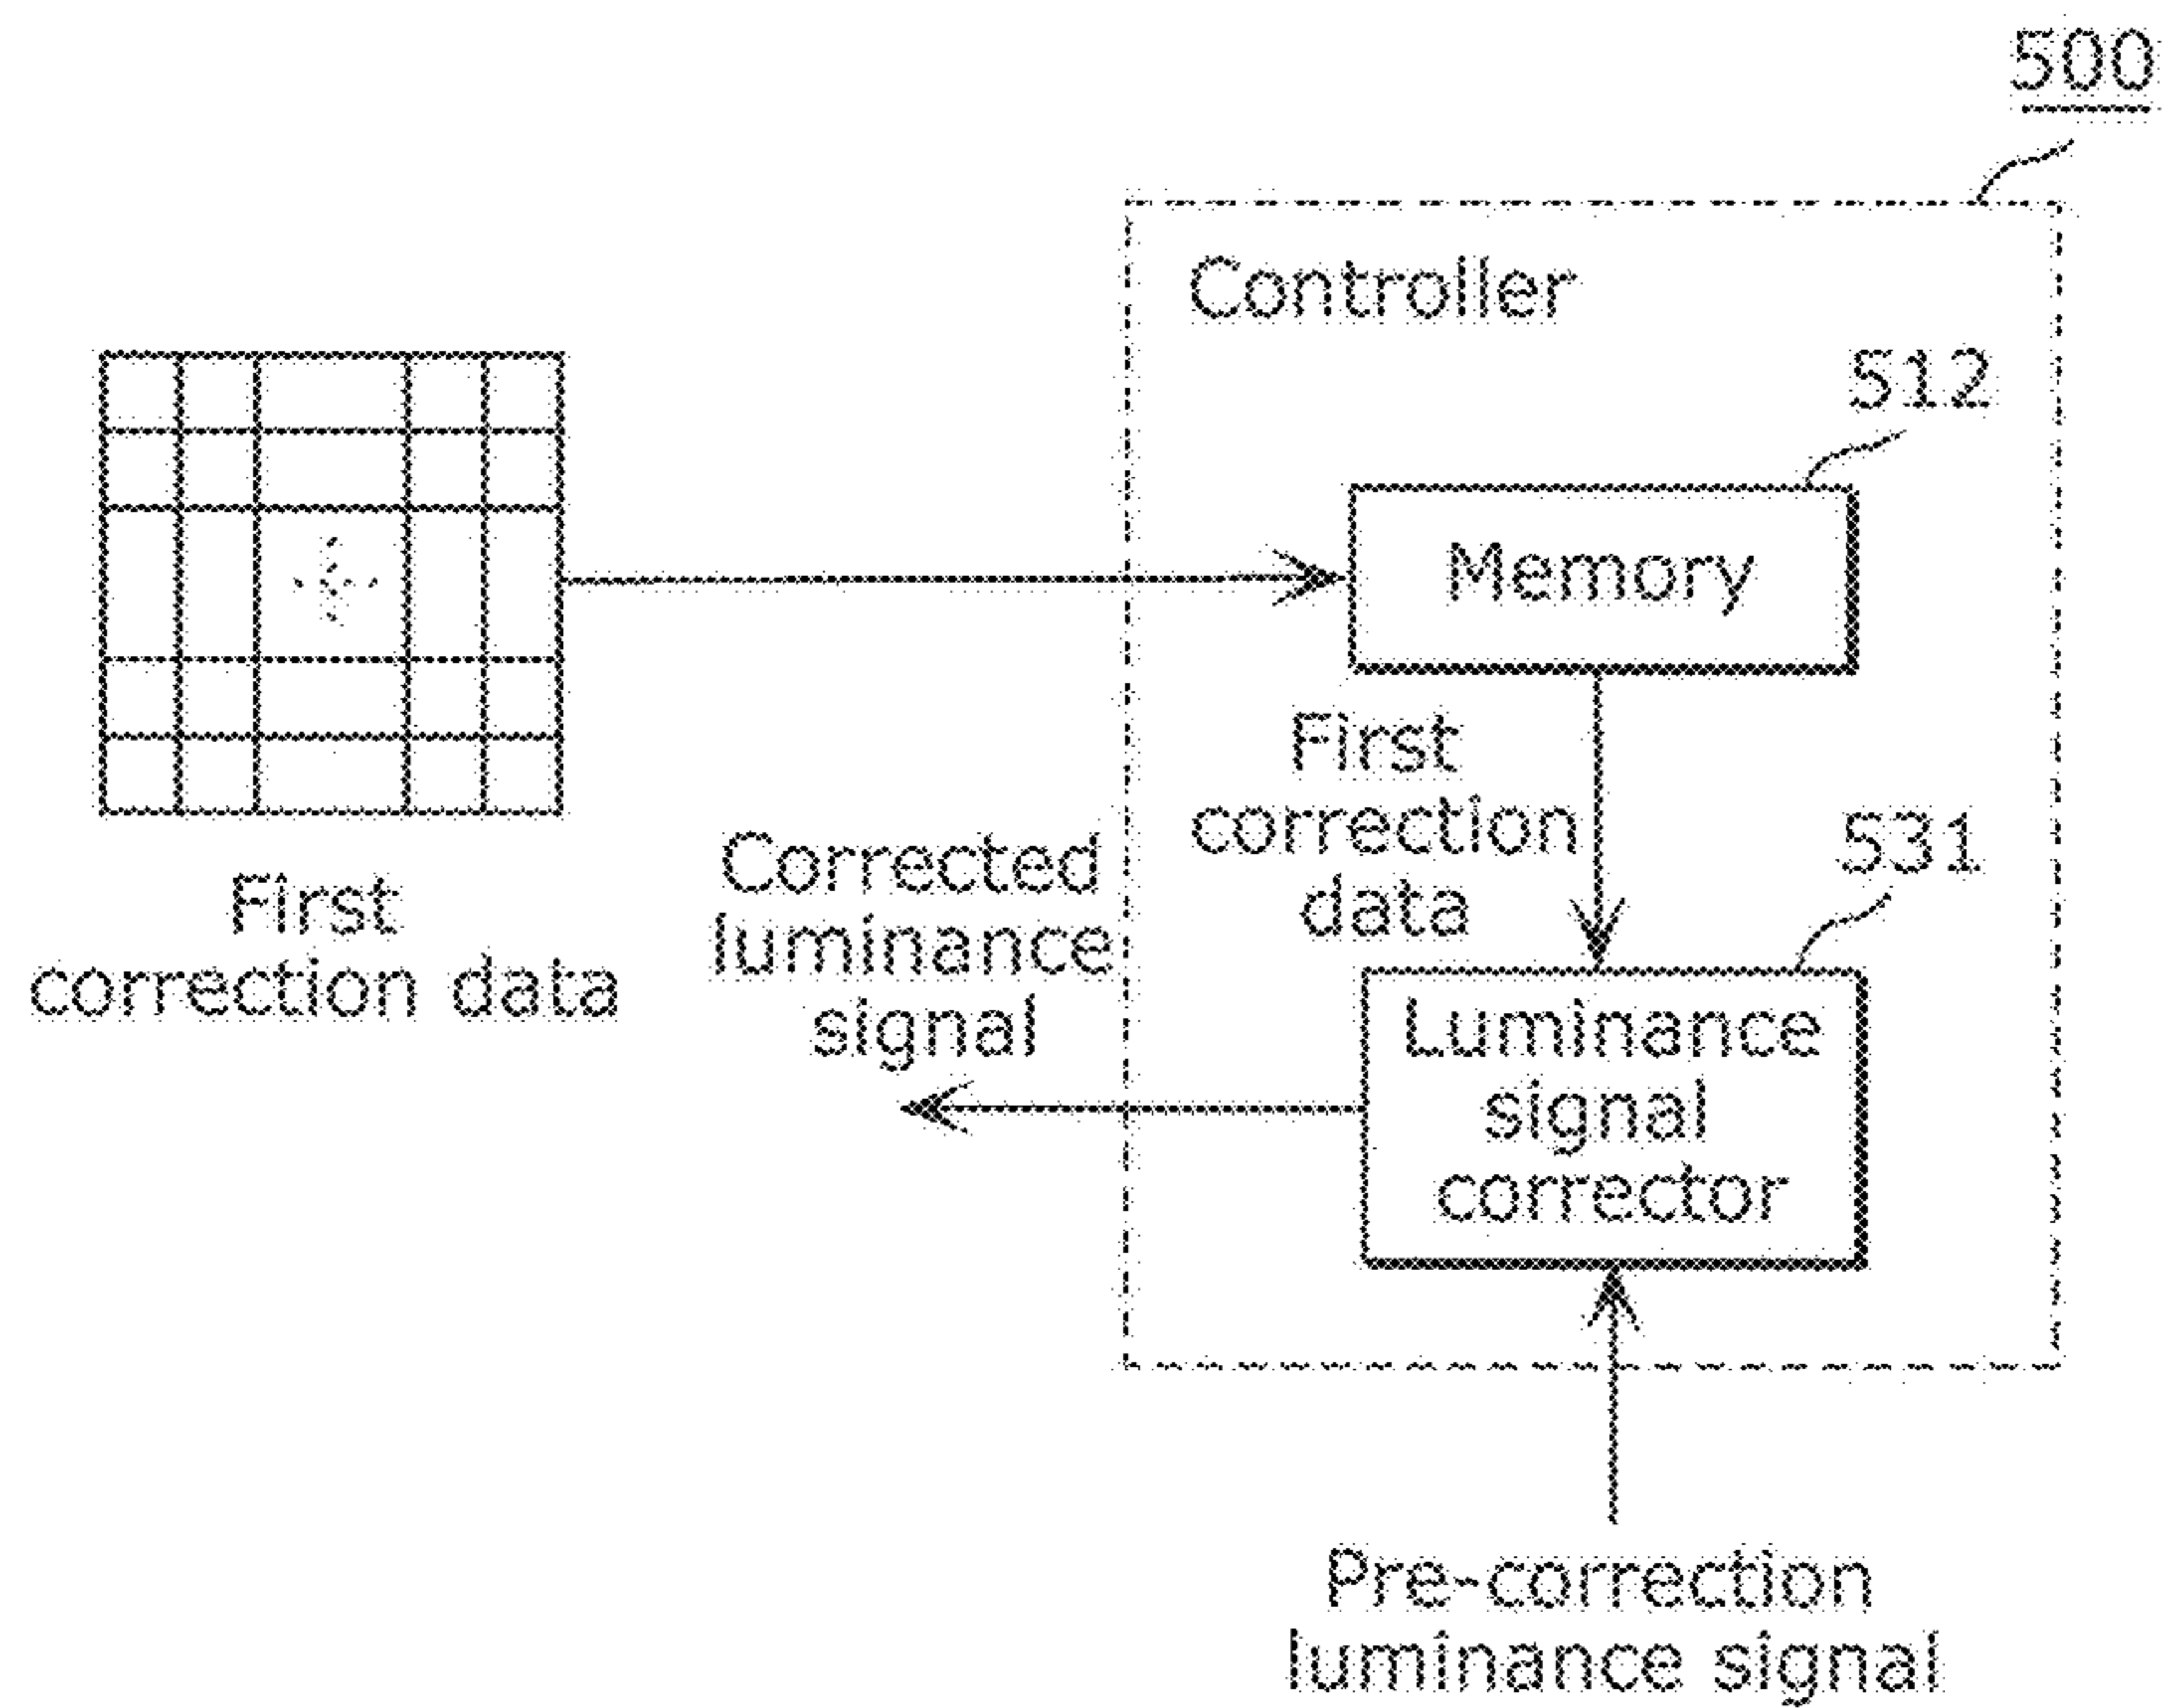 500
Controller
512
Memory
First
correction
data
531
Corrected
luminance
signal
First
correction data
Luminance
signal
corrector
Pre-correction
luminance signal